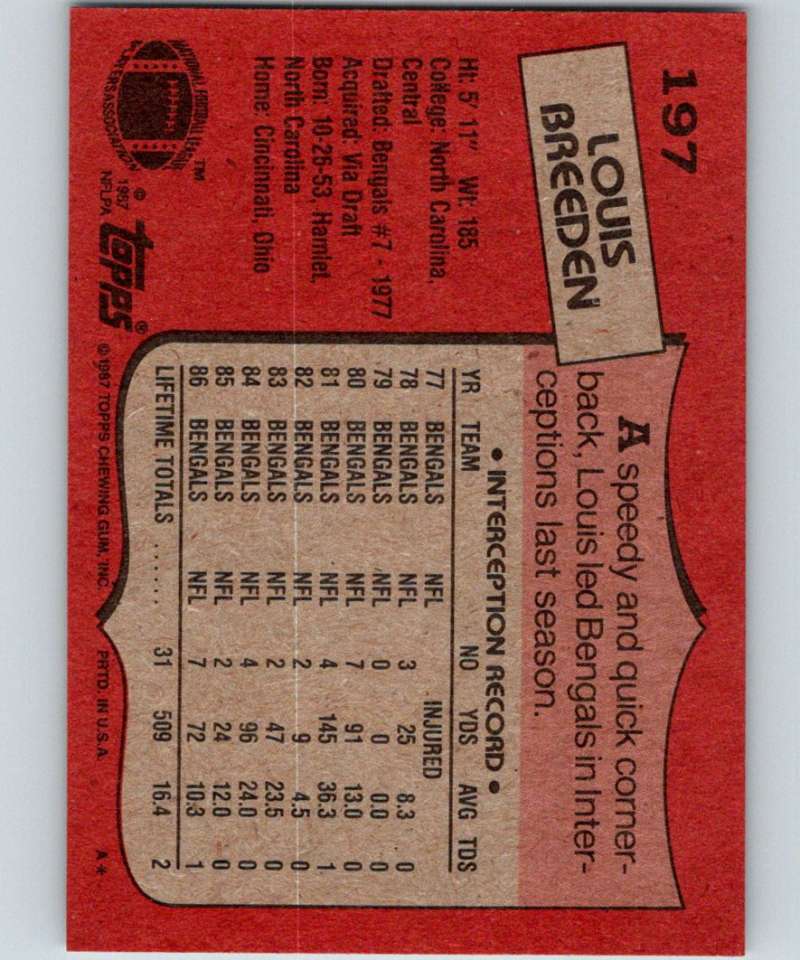 197
LOUIS
BREEDEN
Ht: 5' 11" Wt: 185
College: North Carolina,
Central
Drafted: Bengals #7 - 1977
Acquired: Via Draft
Born: 10-26-53, Hamlet,
North Carolina
Home: Cincinnati, Ohio
NATIONAL FOOTBALL LEAGUE
PLAYERS ASSOCIATION
™
© 1987
NFLPA
topps®
A speedy and quick corner-
back, Louis led Bengals in Inter-
ceptions last season.
• INTERCEPTION RECORD •
YR TEAM NO YDS AVG TDS
77 BENGALS NFL INJURED
78 BENGALS NFL 3 25 8.3 0
79 BENGALS NFL 0 0 0.0 0
80 BENGALS NFL 7 91 13.0 0
81 BENGALS NFL 4 145 36.3 1
82 BENGALS NFL 2 9 4.5 0
83 BENGALS NFL 2 47 23.5 0
84 BENGALS NFL 4 96 24.0 0
85 BENGALS NFL 2 24 12.0 0
86 BENGALS NFL 7 72 10.3 1
LIFETIME TOTALS ...... 31 509 16.4 2
© 1987 TOPPS CHEWING GUM, INC. PRTD. IN U.S.A. A*